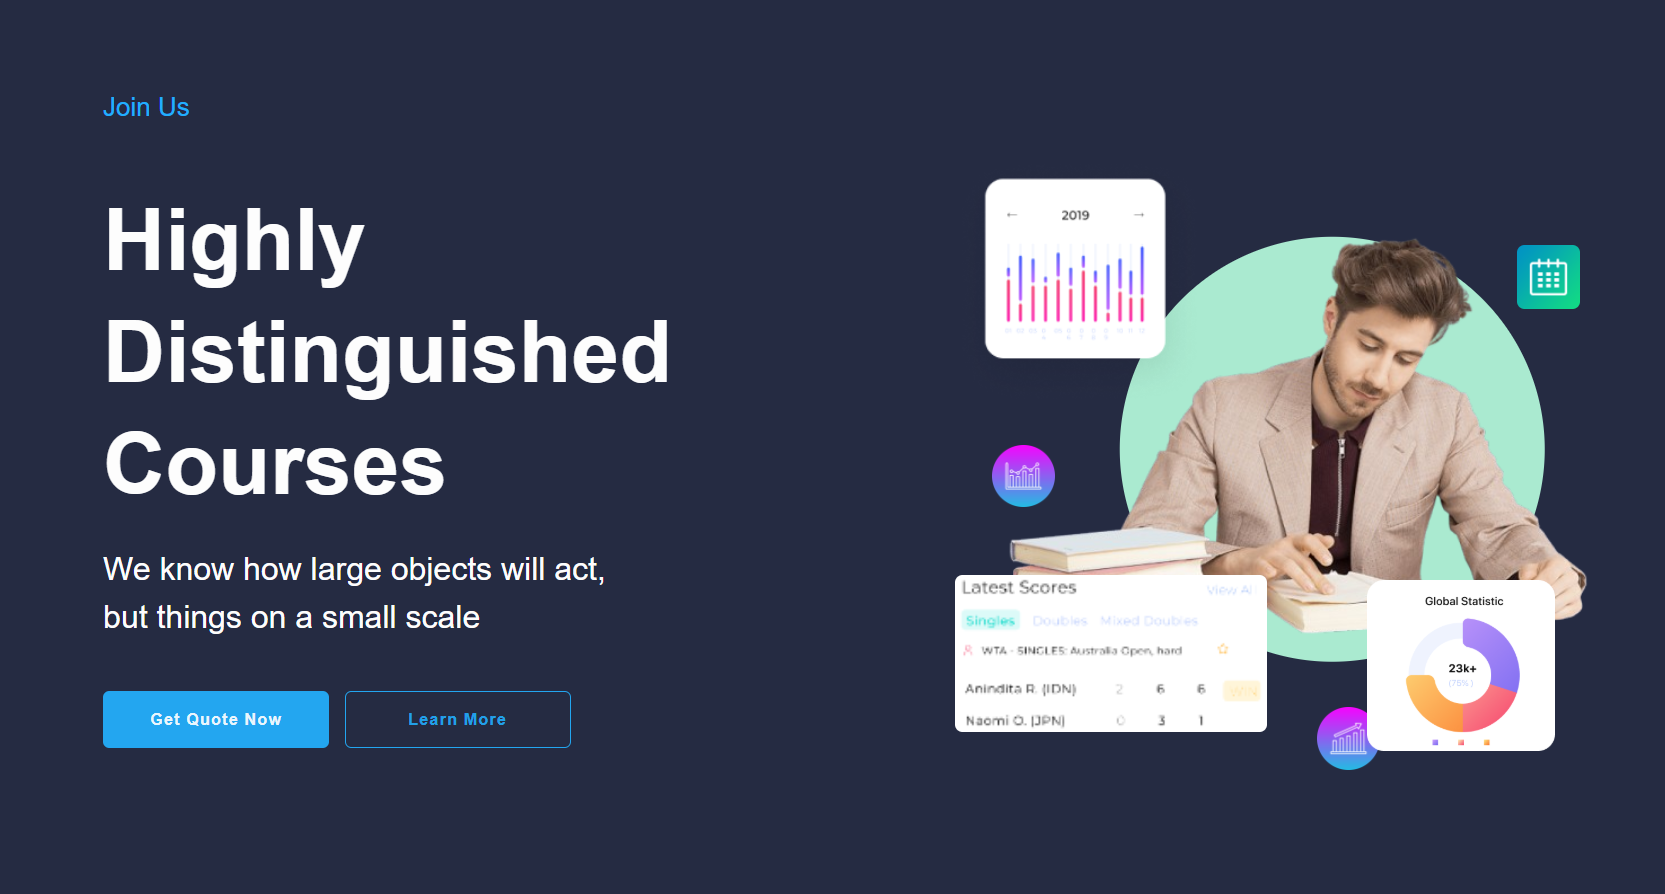 Join Us
Highly
Distinguished
Courses
We know how large objects will act,
but things on a small scale
Get Quote Now
Learn More
2019
Latest Scores
View All
Singles Doubles Mixed Doubles
WTA - SINGLES: Australia Open, hard
Anindita R. (IDN) 2 6 6 WIN
Naomi O. (JPN) 0 3 1
Global Statistic
23k+
(75%)